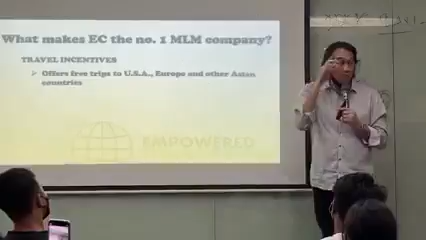 What makes EC the no. 1 MLM company?
TRAVEL INCENTIVES
➢ Offers free trips to U.S.A., Europe and other Asian
countries
EMPOWERED